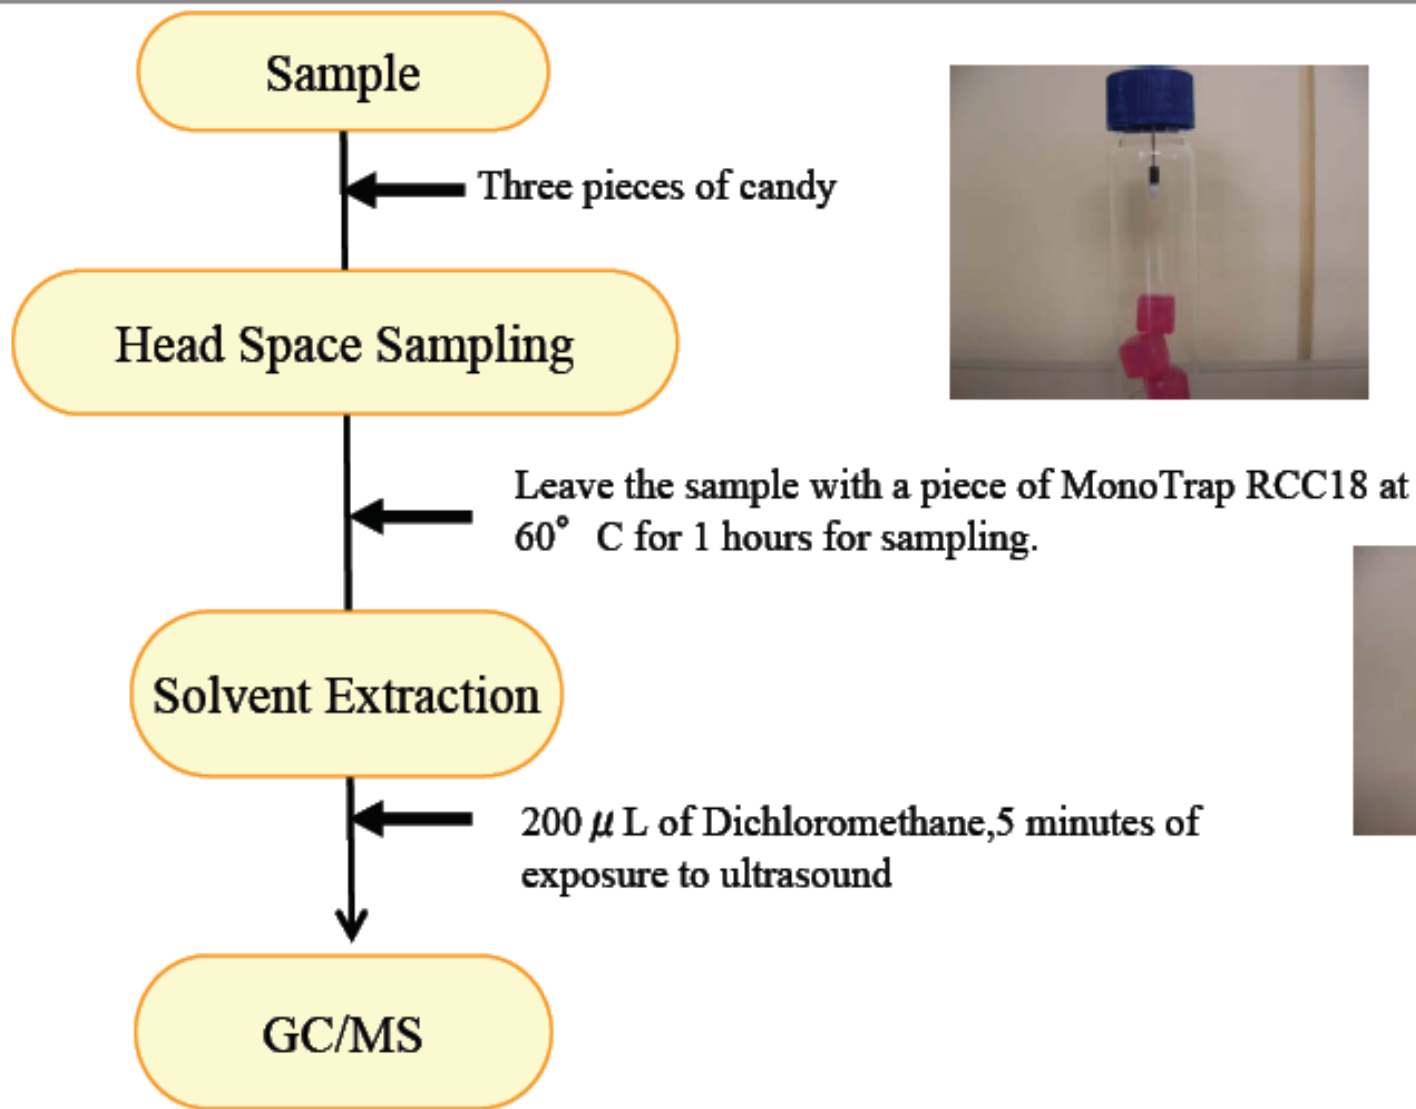 Sample
Three pieces of candy
Head Space Sampling
Leave the sample with a piece of MonoTrap RCC18 at
60° C for 1 hours for sampling.
Solvent Extraction
200 μ L of Dichloromethane,5 minutes of
exposure to ultrasound
GC/MS